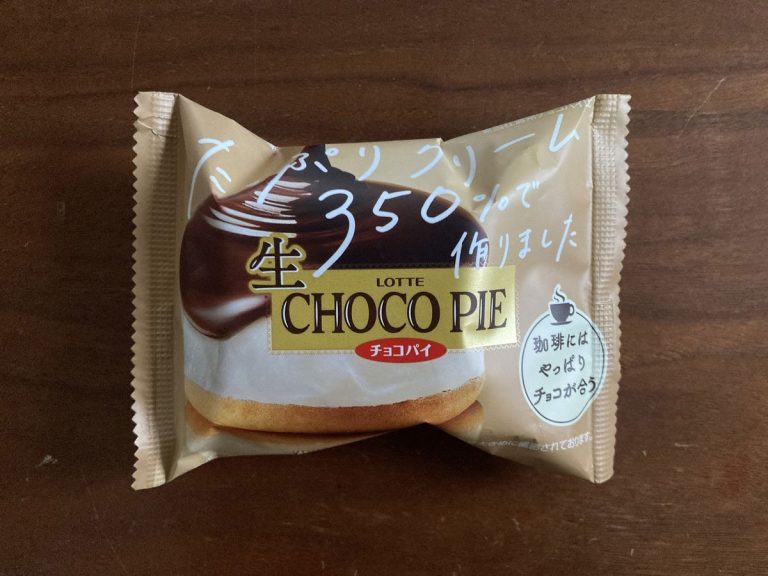 たっぷりクリーム
350%で
作りました
生
LOTTE
CHOCO PIE
チョコパイ
珈琲には
やっぱり
チョコが合う